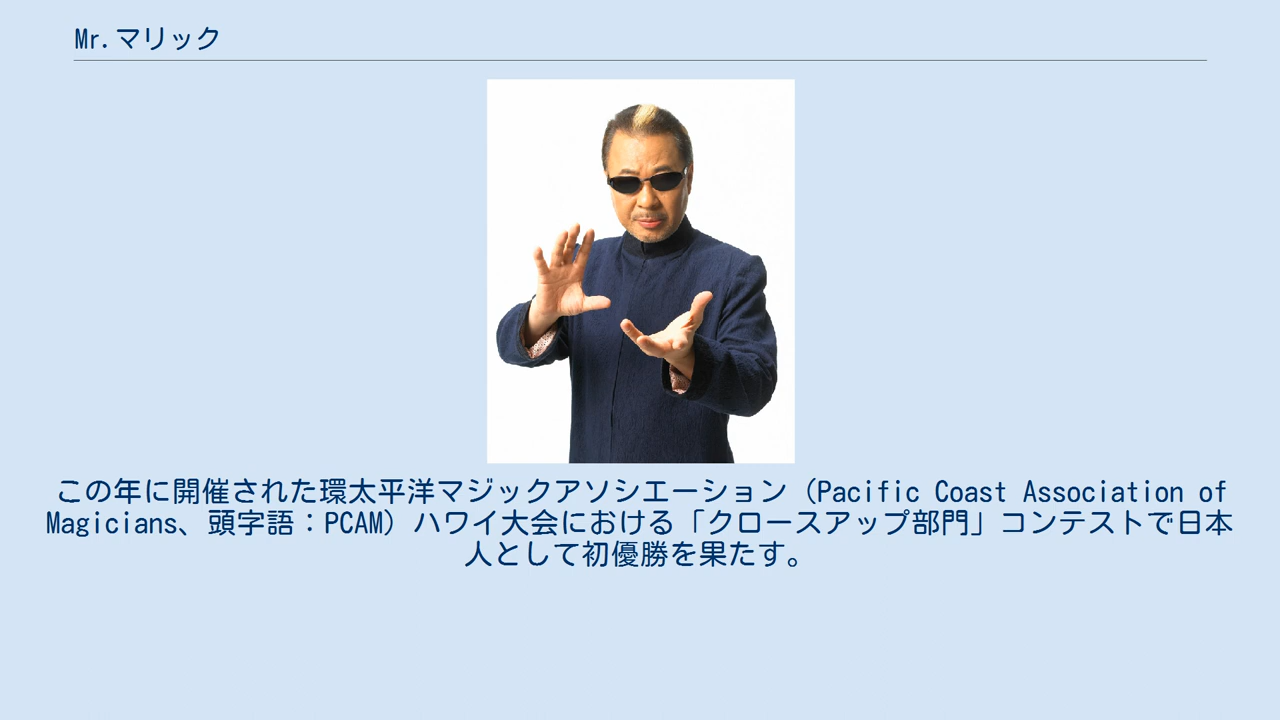 Mr.マリック
この年に開催された環太平洋マジックアソシエーション（Pacific Coast Association of
Magicians、頭字語：PCAM）ハワイ大会における「クロースアップ部門」コンテストで日本
人として初優勝を果たす。